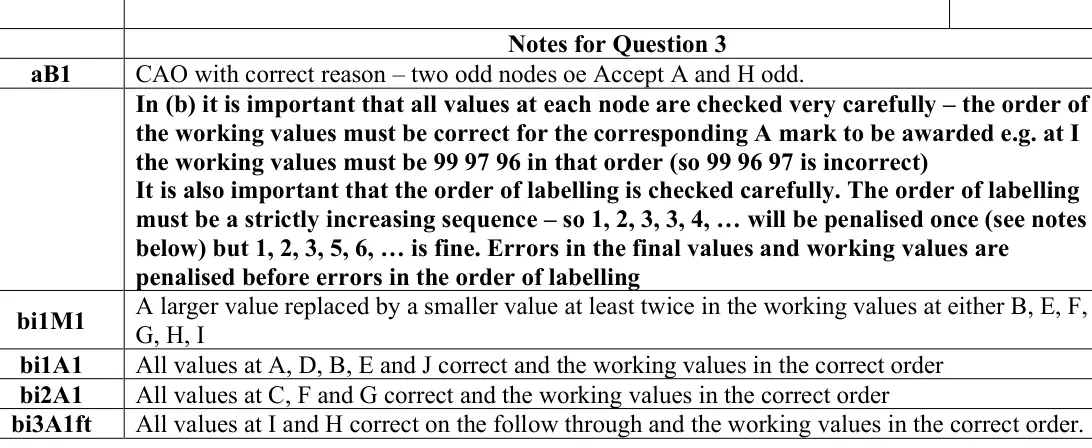 Notes for Question 3
aB1 CAO with correct reason – two odd nodes oe Accept A and H odd.
In (b) it is important that all values at each node are checked very carefully – the order of
the working values must be correct for the corresponding A mark to be awarded e.g. at I
the working values must be 99 97 96 in that order (so 99 96 97 is incorrect)
It is also important that the order of labelling is checked carefully. The order of labelling
must be a strictly increasing sequence – so 1, 2, 3, 3, 4, … will be penalised once (see notes
below) but 1, 2, 3, 5, 6, … is fine. Errors in the final values and working values are
penalised before errors in the order of labelling
bi1M1 A larger value replaced by a smaller value at least twice in the working values at either B, E, F,
G, H, I
bi1A1 All values at A, D, B, E and J correct and the working values in the correct order
bi2A1 All values at C, F and G correct and the working values in the correct order
bi3A1ft All values at I and H correct on the follow through and the working values in the correct order.